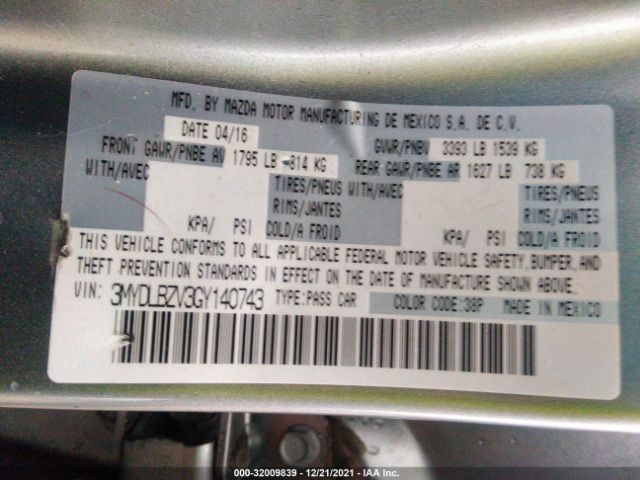 MFD. BY MAZDA MOTOR MANUFACTURING DE MEXICO S.A. DE C.V.
DATE 04/16 GVWR/PNBV 3393 LB 1539 KG
FRONT GAWR/PNBE AV 1795 LB 814 KG REAR GAWR/PNBE AR 1627 LB 738 KG
WITH/AVEC TIRES/PNEUS WITH/AVEC TIRES/PNEUS
RIMS/JANTES RIMS/JANTES
KPA/ PSI COLD/A FROID KPA/ PSI COLD/A FROID
THIS VEHICLE CONFORMS TO ALL APPLICABLE FEDERAL MOTOR VEHICLE SAFETY, BUMPER, AND
THEFT PREVENTION STANDARDS IN EFFECT ON THE DATE OF MANUFACTURE SHOWN ABOVE.
VIN: 3MYDLBZV3GY140743 TYPE: PASS CAR COLOR CODE: 38P MADE IN MEXICO
000-32009839 - 12/21/2021 - IAA Inc.